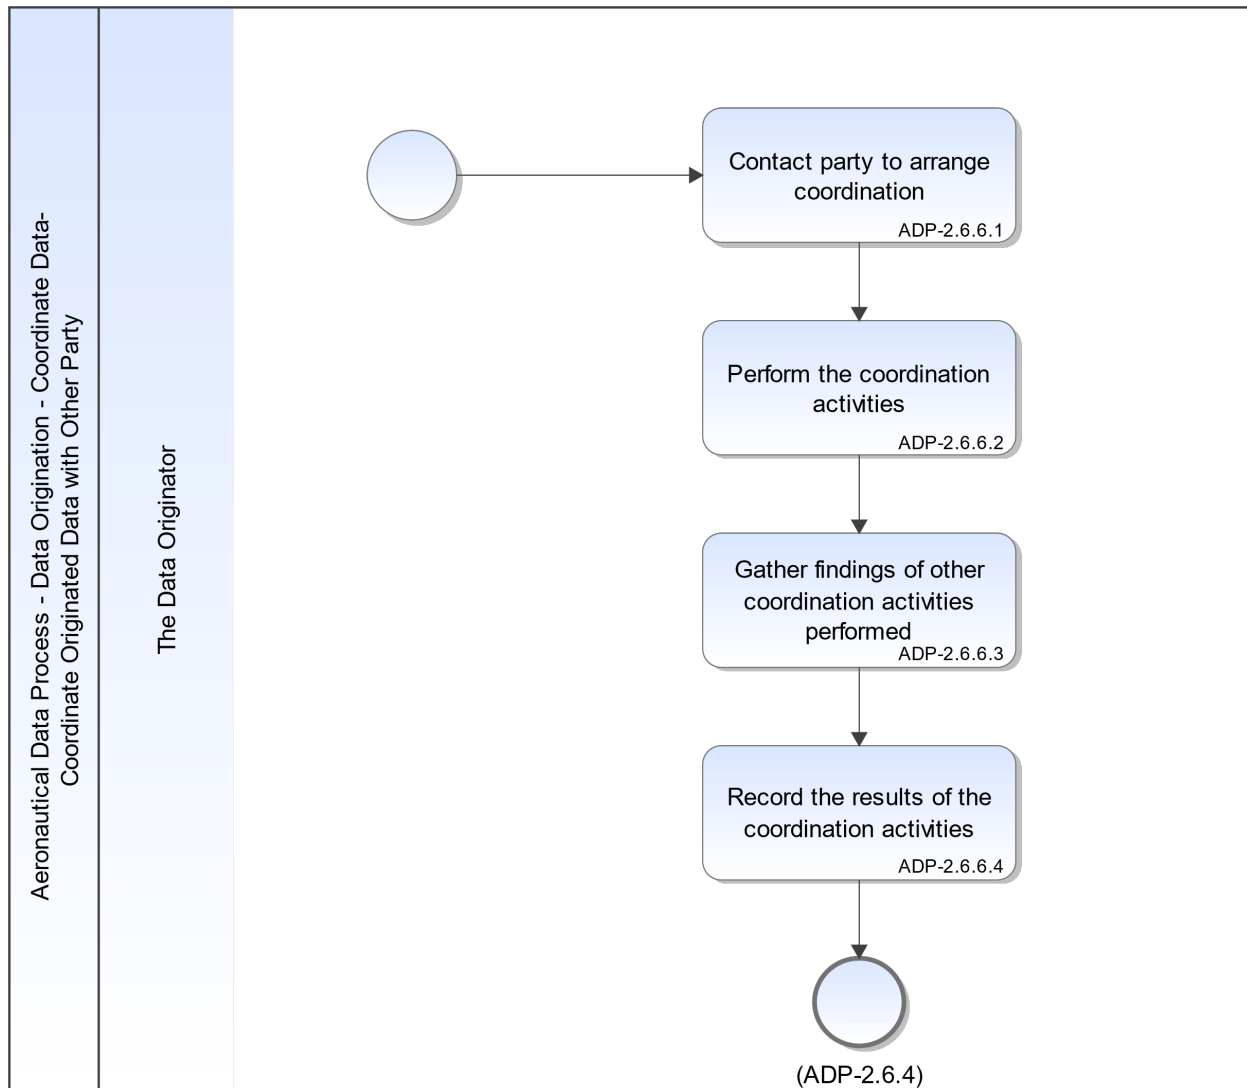 Aeronautical Data Process - Data Origination - Coordinate Data-
Coordinate Originated Data with Other Party
The Data Originator
Contact party to arrange
coordination
ADP-2.6.6.1
Perform the coordination
activities
ADP-2.6.6.2
Gather findings of other
coordination activities
performed
ADP-2.6.6.3
Record the results of the
coordination activities
ADP-2.6.6.4
(ADP-2.6.4)